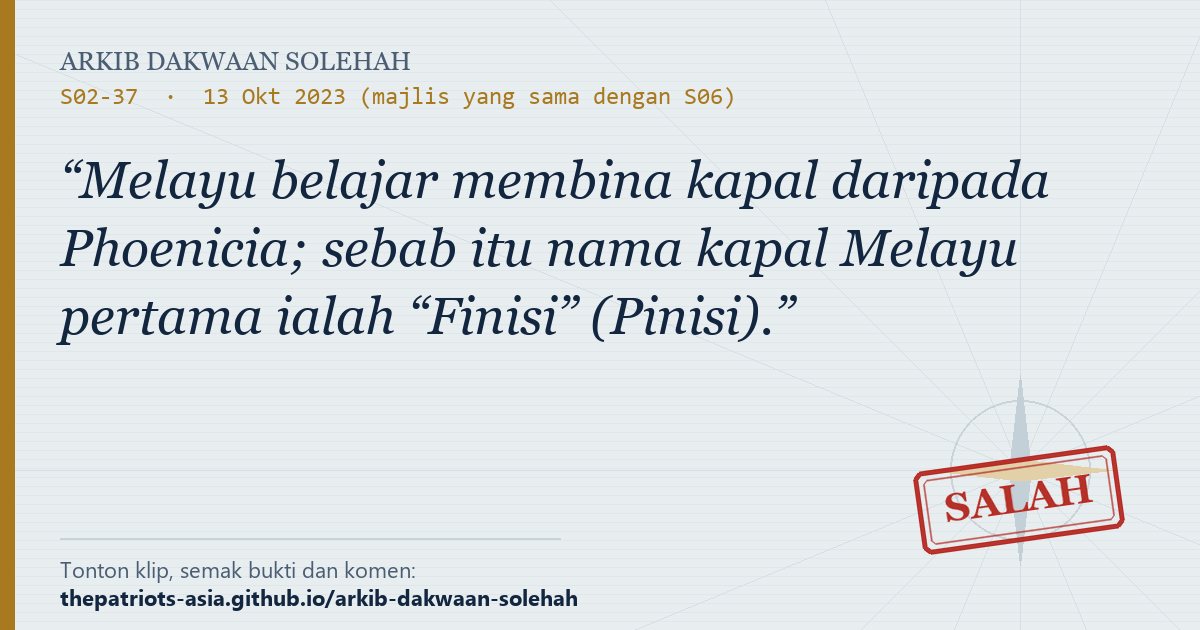 ARKIB DAKWAAN SOLEHAH
S02-37 · 13 Okt 2023 (majlis yang sama dengan S06)
“Melayu belajar membina kapal daripada
Phoenicia; sebab itu nama kapal Melayu
pertama ialah “Finisi” (Pinisi).”
SALAH
Tonton klip, semak bukti dan komen:
thepatriots-asia.github.io/arkib-dakwaan-solehah